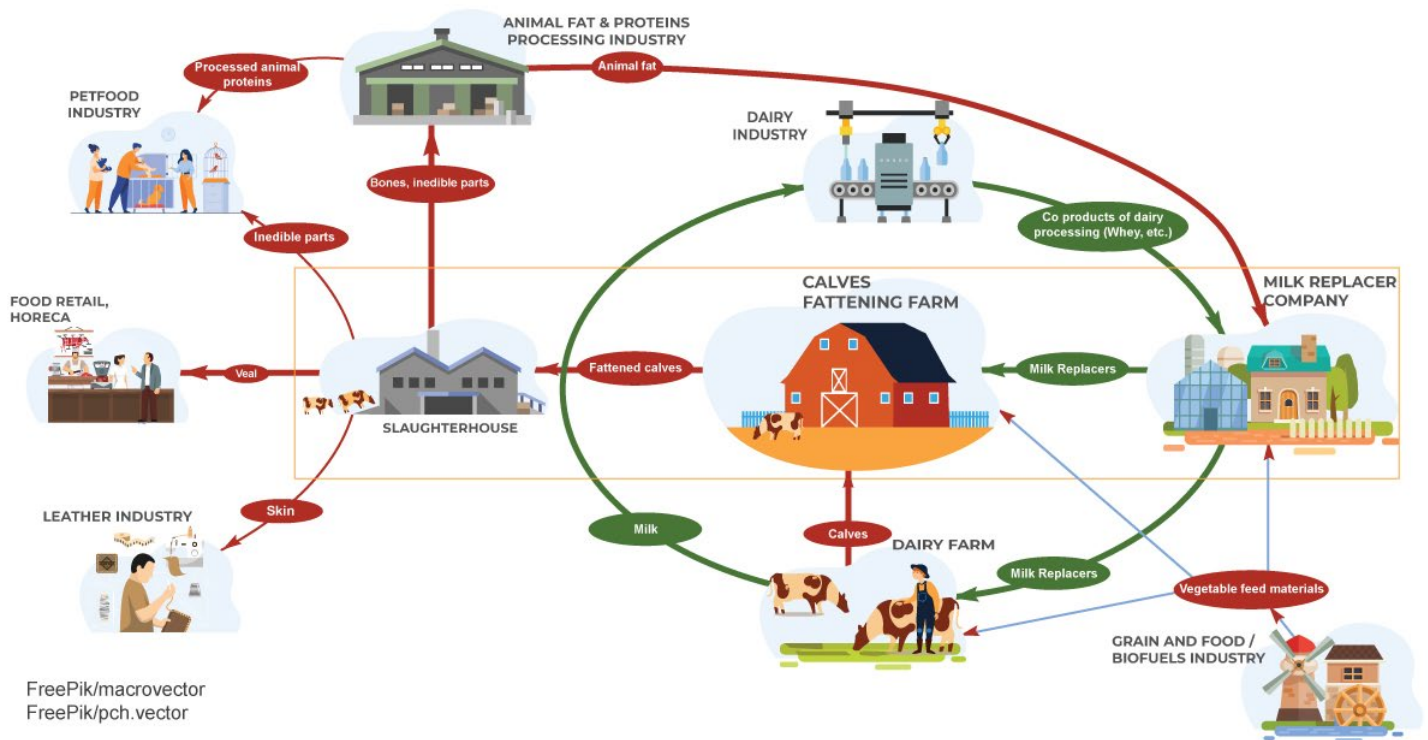 ANIMAL FAT & PROTEINS
PROCESSING INDUSTRY
Processed animal
proteins
Animal fat
PETFOOD
INDUSTRY
DAIRY
INDUSTRY
Bones, inedible parts
Inedible parts
Co products of dairy
processing (Whey, etc.)
FOOD RETAIL,
HORECA
CALVES
FATTENING FARM
MILK REPLACER
COMPANY
Veal
Fattened calves
Milk Replacers
SLAUGHTERHOUSE
LEATHER INDUSTRY
Skin
Milk
Calves
DAIRY FARM
Milk Replacers
Vegetable feed materials
GRAIN AND FOOD /
BIOFUELS INDUSTRY
FreePik/macrovector
FreePik/pch.vector